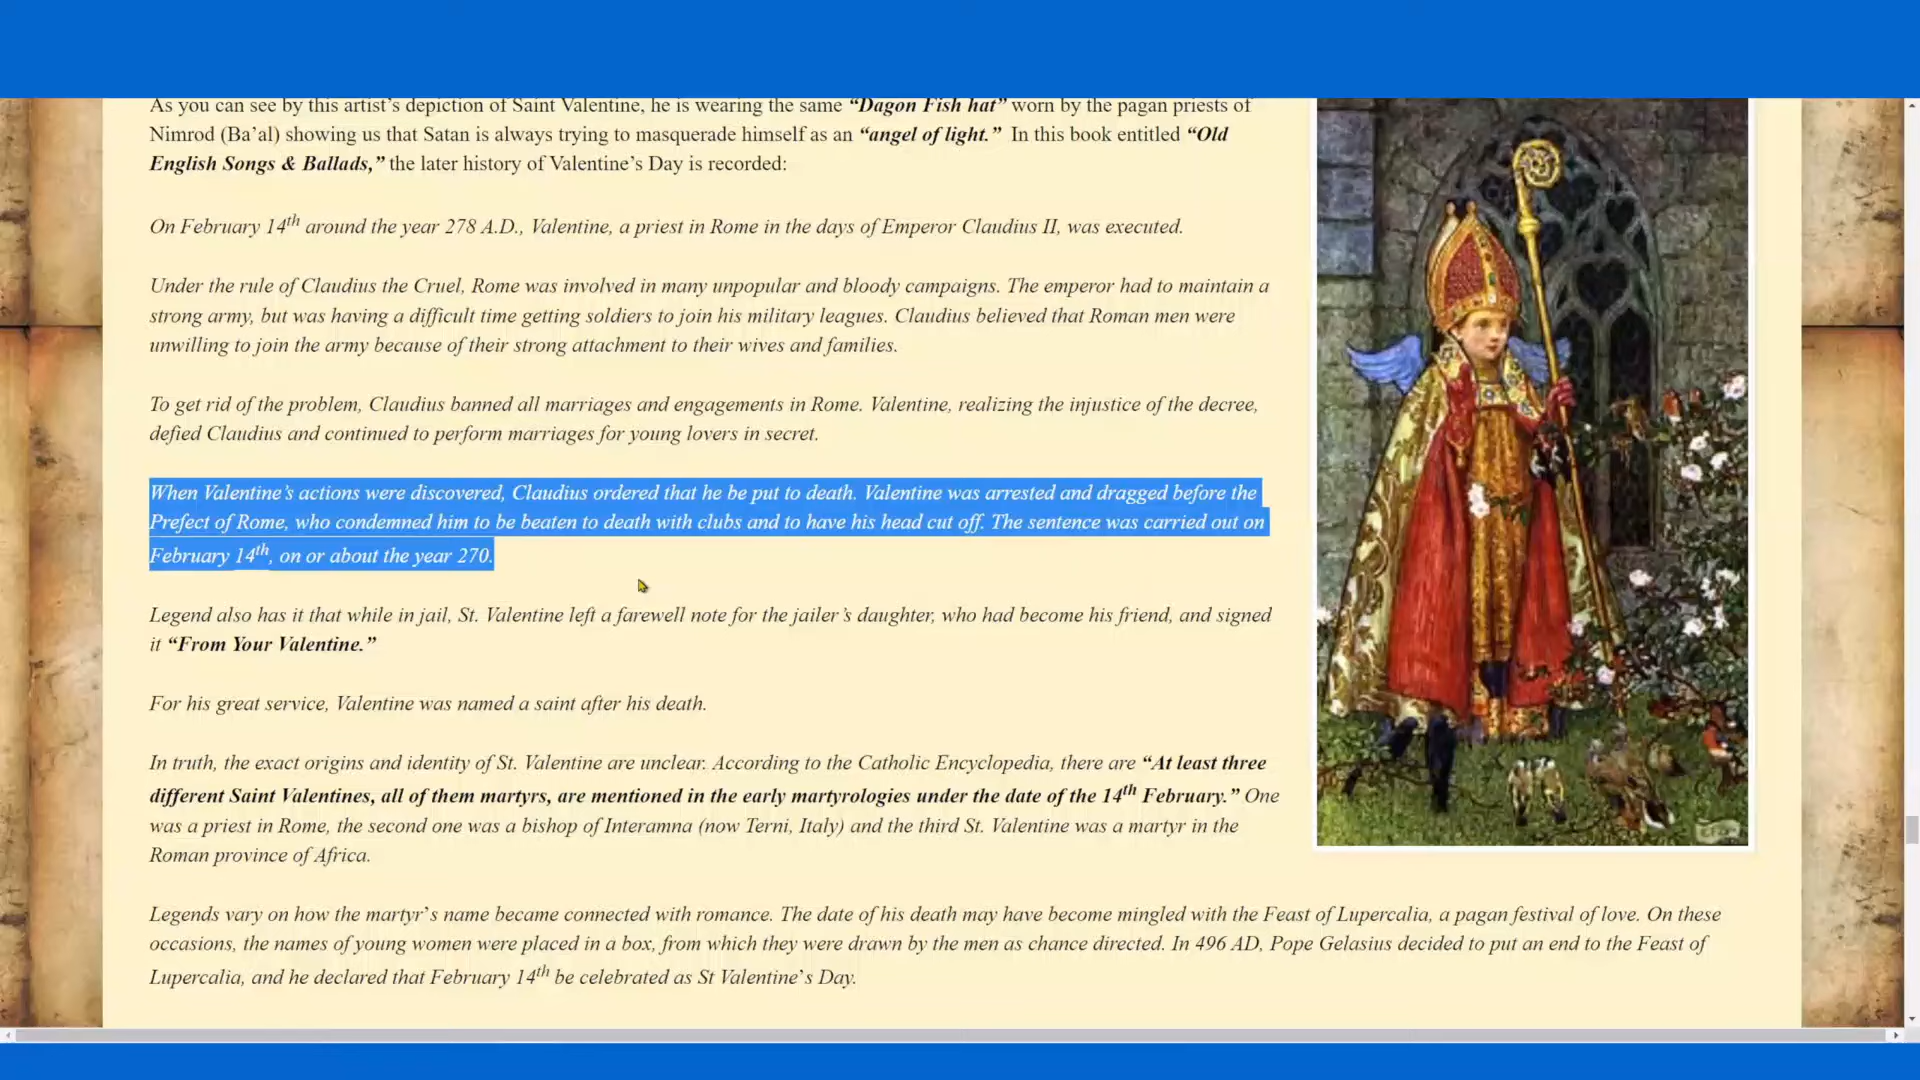 As you can see by this artist’s depiction of Saint Valentine, he is wearing the same “Dagon Fish hat” worn by the pagan priests of
Nimrod (Ba’al) showing us that Satan is always trying to masquerade himself as an “angel of light.” In this book entitled “Old
English Songs & Ballads,” the later history of Valentine’s Day is recorded:
On February 14th around the year 278 A.D., Valentine, a priest in Rome in the days of Emperor Claudius II, was executed.
Under the rule of Claudius the Cruel, Rome was involved in many unpopular and bloody campaigns. The emperor had to maintain a
strong army, but was having a difficult time getting soldiers to join his military leagues. Claudius believed that Roman men were
unwilling to join the army because of their strong attachment to their wives and families.
To get rid of the problem, Claudius banned all marriages and engagements in Rome. Valentine, realizing the injustice of the decree,
defied Claudius and continued to perform marriages for young lovers in secret.
When Valentine’s actions were discovered, Claudius ordered that he be put to death. Valentine was arrested and dragged before the
Prefect of Rome, who condemned him to be beaten to death with clubs and to have his head cut off. The sentence was carried out on
February 14th, on or about the year 270.
Legend also has it that while in jail, St. Valentine left a farewell note for the jailer’s daughter, who had become his friend, and signed
it “From Your Valentine.”
For his great service, Valentine was named a saint after his death.
In truth, the exact origins and identity of St. Valentine are unclear. According to the Catholic Encyclopedia, there are “At least three
different Saint Valentines, all of them martyrs, are mentioned in the early martyrologies under the date of the 14th February.” One
was a priest in Rome, the second one was a bishop of Interamna (now Terni, Italy) and the third St. Valentine was a martyr in the
Roman province of Africa.
Legends vary on how the martyr’s name became connected with romance. The date of his death may have become mingled with the Feast of Lupercalia, a pagan festival of love. On these
occasions, the names of young women were placed in a box, from which they were drawn by the men as chance directed. In 496 AD, Pope Gelasius decided to put an end to the Feast of
Lupercalia, and he declared that February 14th be celebrated as St Valentine’s Day.